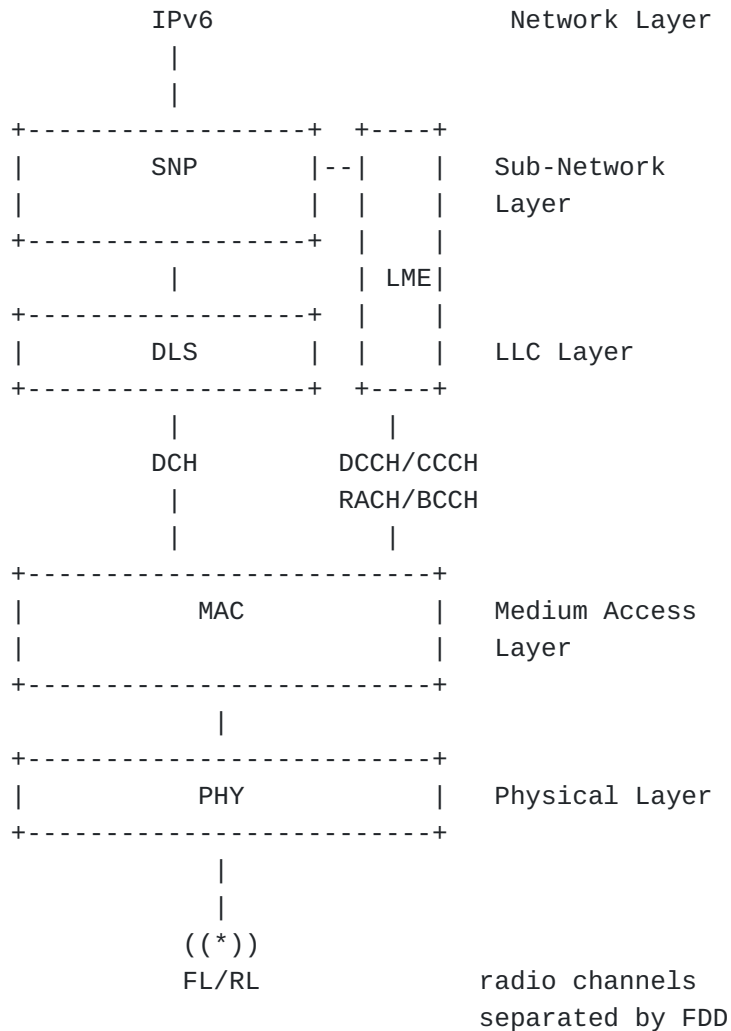 IPv6 Network Layer
|
|
+------------------+ +----+
| SNP |--| | Sub-Network
| | | | Layer
+------------------+ | |
| | LME|
+------------------+ | |
| DLS | | | LLC Layer
+------------------+ +----+
| |
DCH DCCH/CCCH
| RACH/BCCH
| |
+--------------------------+
| MAC | Medium Access
| | Layer
+--------------------------+
|
+--------------------------+
| PHY | Physical Layer
+--------------------------+
|
|
((*))
FL/RL radio channels
separated by FDD